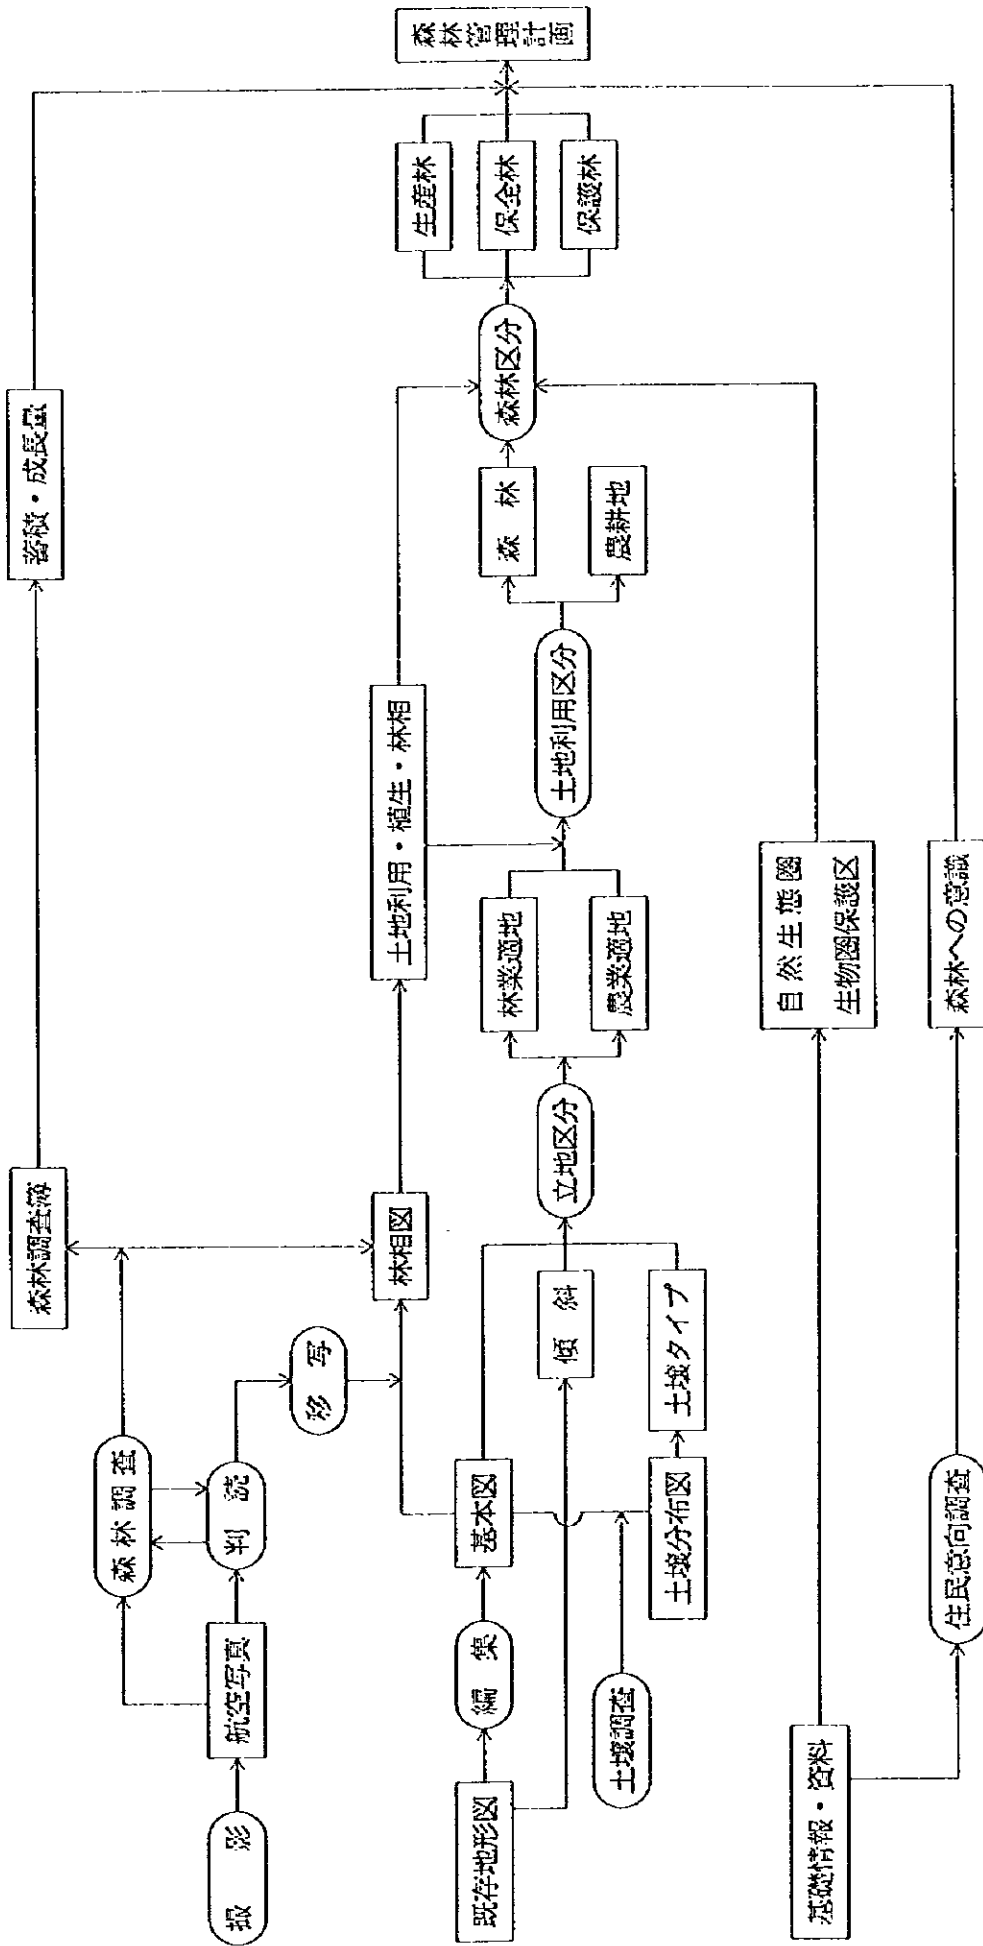 撮影
航空写真
森林調査
判読
移写
森林調査簿
蓄積・成長量
林相図
土地利用・植生・林相
既存地形図
編集
基本図
傾斜
土壌調査
土壌分布図
土壌タイプ
立地区分
林業適地
農業適地
土地利用区分
森林
農耕地
森林区分
生産林
保全林
保護林
森林管理計画
基礎情報・資料
自然生態圏
生物圏保護区
住民意向調査
森林への意識